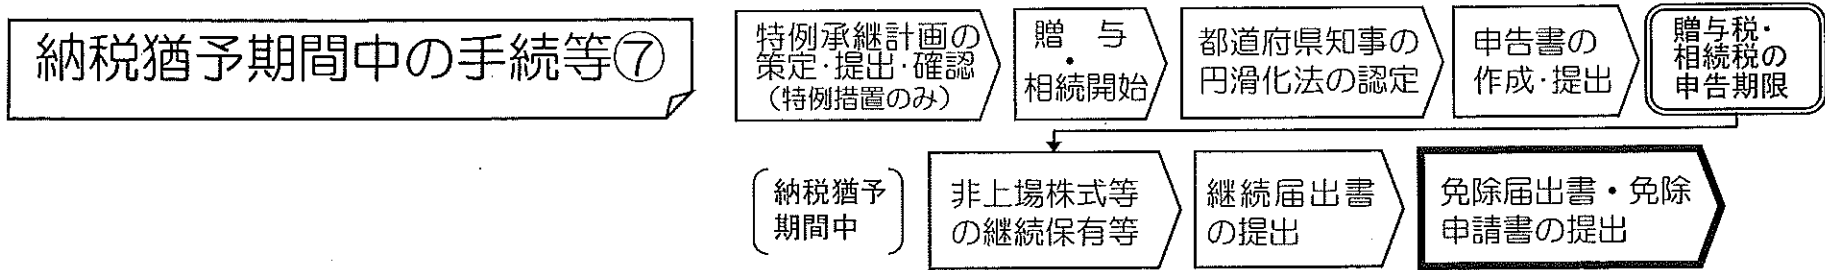 納税猶予期間中の手続等⑦
特例承継計画の
策定・提出・確認
（特例措置のみ）
贈与
・
相続開始
都道府県知事の
円滑化法の認定
申告書の
作成・提出
贈与税・
相続税の
申告期限
納税猶予
期間中
非上場株式等
の継続保有等
継続届出書
の提出
免除届出書・免除
申請書の提出